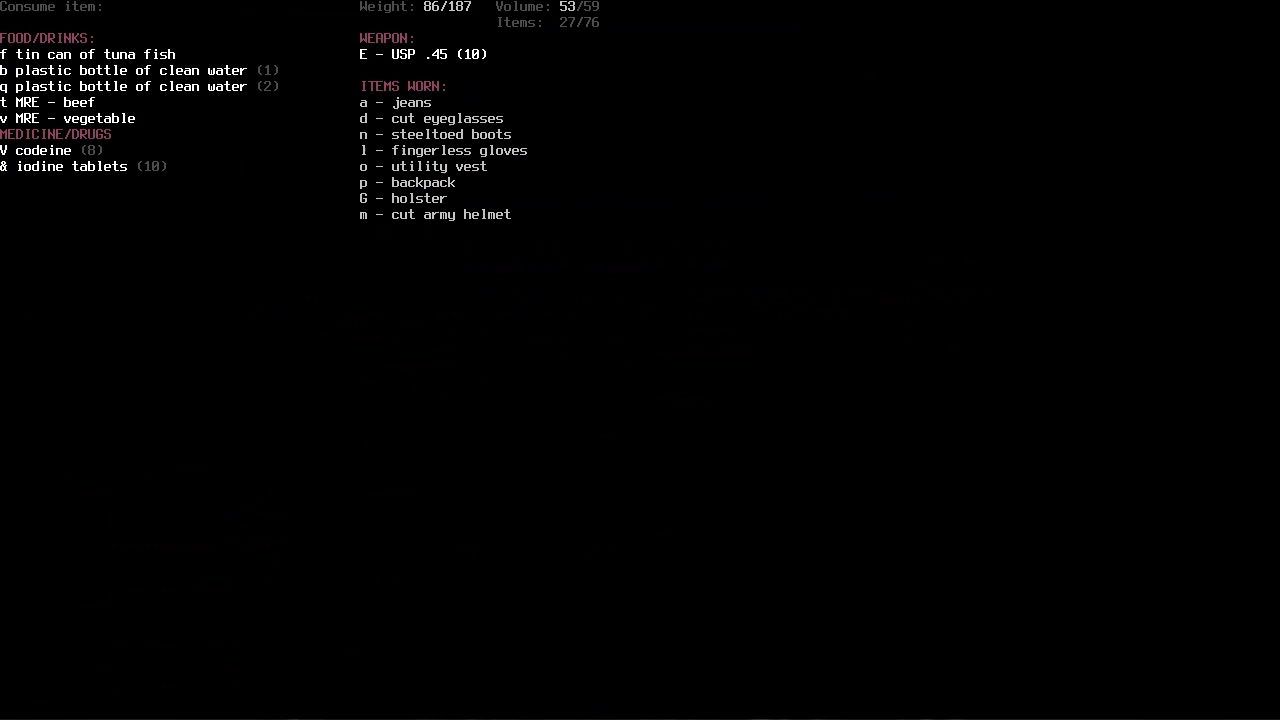 Consume item:
Weight: 86/187 Volume: 53/59
Items: 27/76
FOOD/DRINKS:
f tin can of tuna fish
b plastic bottle of clean water (1)
q plastic bottle of clean water (2)
t MRE - beef
v MRE - vegetable
MEDICINE/DRUGS
V codeine (8)
& iodine tablets (10)
WEAPON:
E - USP .45 (10)
ITEMS WORN:
a - jeans
d - cut eyeglasses
n - steeltoed boots
l - fingerless gloves
o - utility vest
p - backpack
G - holster
m - cut army helmet